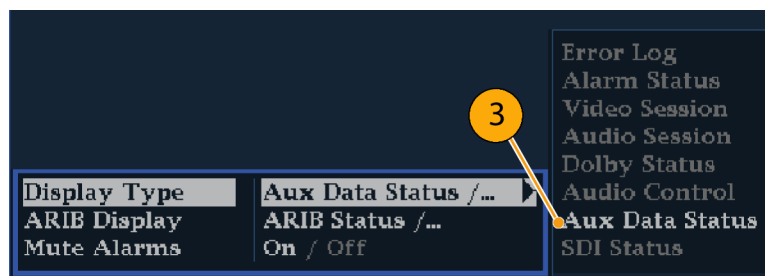 Error Log
Alarm Status
Video Session
3
Audio Session
Dolby Status
Display Type Aux Data Status /... Audio Control
ARIB Display ARIB Status /... Aux Data Status
Mute Alarms On / Off SDI Status